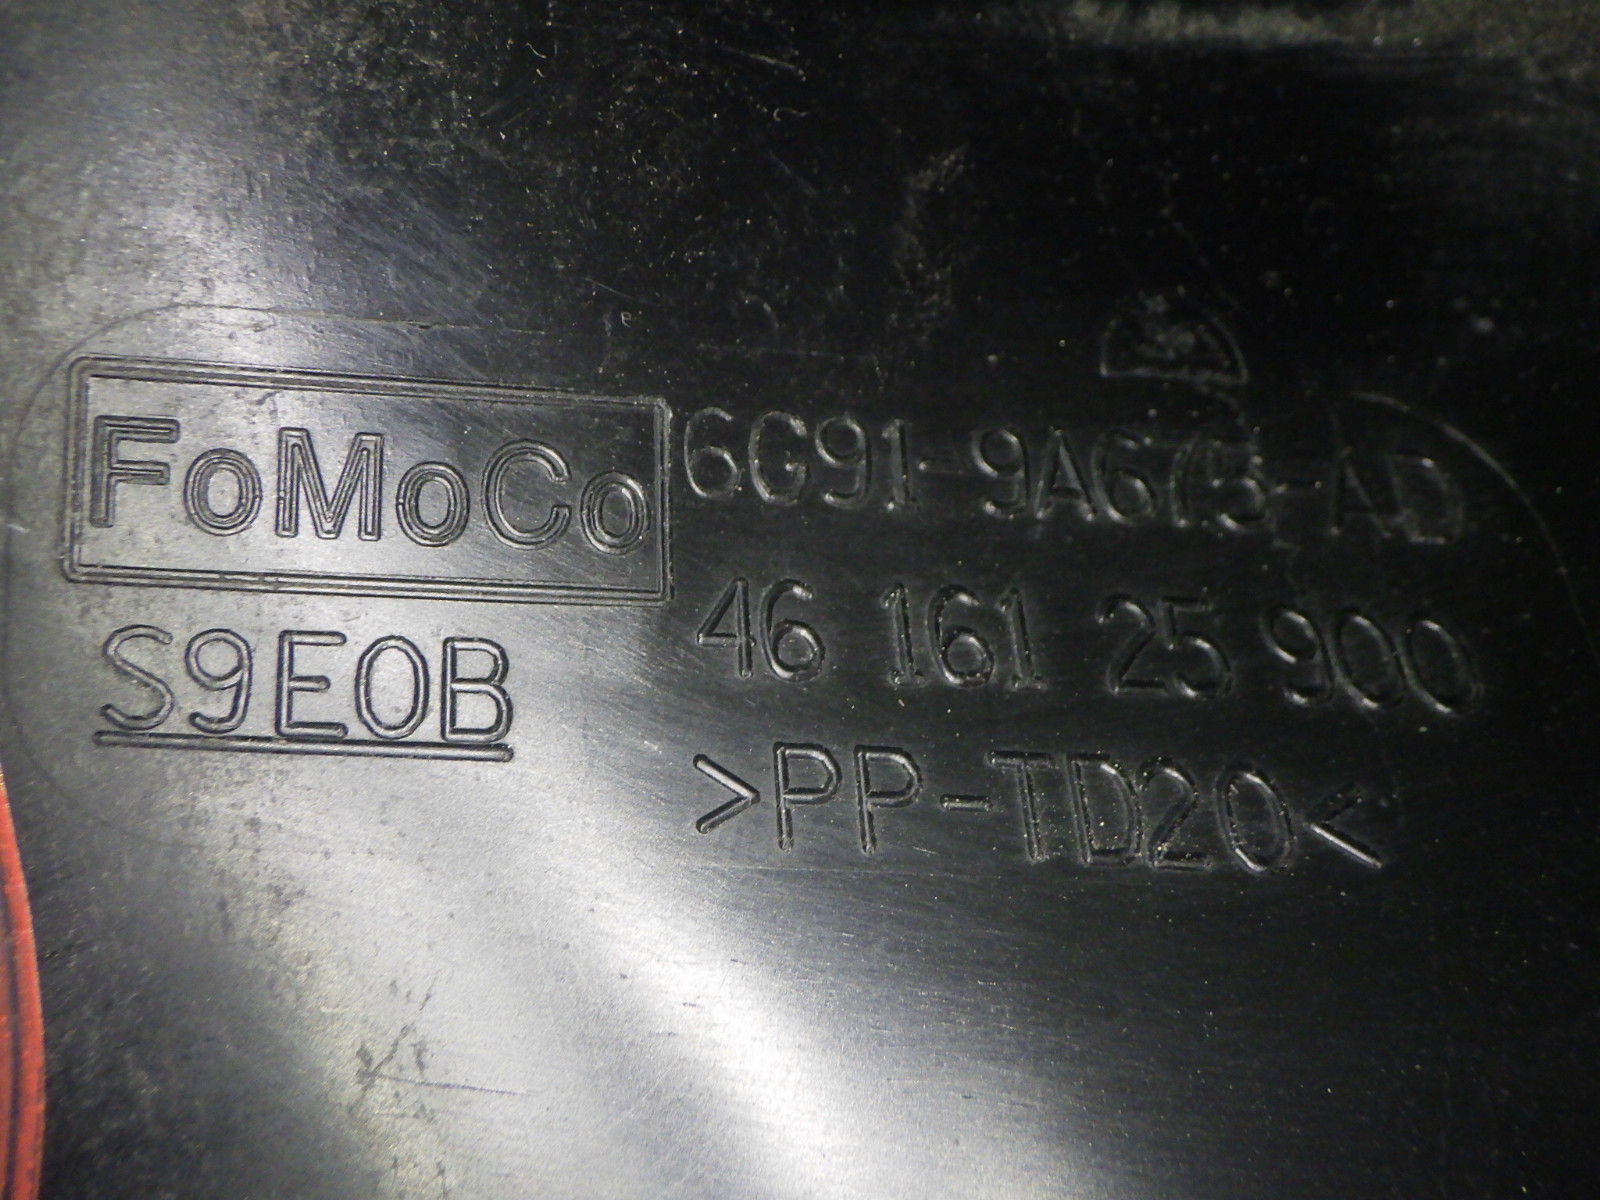 FoMoCo
S9E0B
6G91-9A675-AD
46 161 25 900
>PP-TD20<